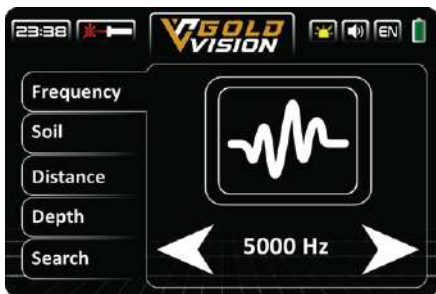 23:38
GOLD
VISION
EN
Frequency
Soil
Distance
Depth
Search
5000 Hz